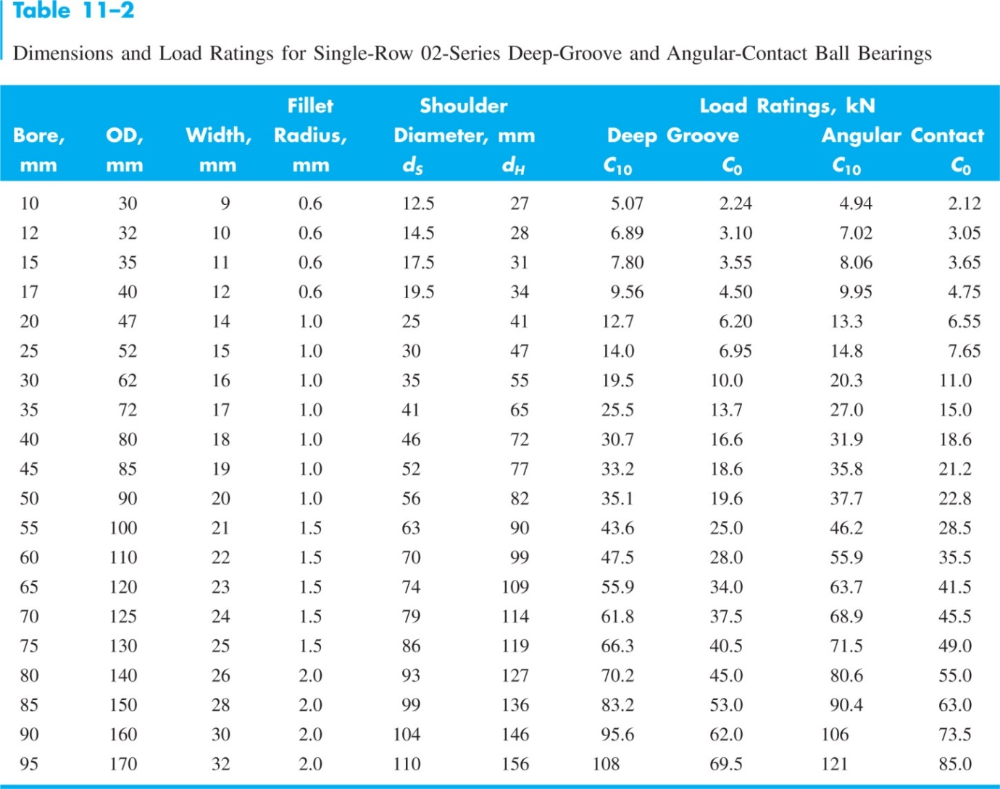 Table 11–2
Dimensions and Load Ratings for Single-Row 02-Series Deep-Groove and Angular-Contact Ball Bearings
Fillet Shoulder Load Ratings, kN
Bore, OD, Width, Radius, Diameter, mm Deep Groove Angular Contact
mm mm mm mm dS dH C10 C0 C10 C0
10 30 9 0.6 12.5 27 5.07 2.24 4.94 2.12
12 32 10 0.6 14.5 28 6.89 3.10 7.02 3.05
15 35 11 0.6 17.5 31 7.80 3.55 8.06 3.65
17 40 12 0.6 19.5 34 9.56 4.50 9.95 4.75
20 47 14 1.0 25 41 12.7 6.20 13.3 6.55
25 52 15 1.0 30 47 14.0 6.95 14.8 7.65
30 62 16 1.0 35 55 19.5 10.0 20.3 11.0
35 72 17 1.0 41 65 25.5 13.7 27.0 15.0
40 80 18 1.0 46 72 30.7 16.6 31.9 18.6
45 85 19 1.0 52 77 33.2 18.6 35.8 21.2
50 90 20 1.0 56 82 35.1 19.6 37.7 22.8
55 100 21 1.5 63 90 43.6 25.0 46.2 28.5
60 110 22 1.5 70 99 47.5 28.0 55.9 35.5
65 120 23 1.5 74 109 55.9 34.0 63.7 41.5
70 125 24 1.5 79 114 61.8 37.5 68.9 45.5
75 130 25 1.5 86 119 66.3 40.5 71.5 49.0
80 140 26 2.0 93 127 70.2 45.0 80.6 55.0
85 150 28 2.0 99 136 83.2 53.0 90.4 63.0
90 160 30 2.0 104 146 95.6 62.0 106 73.5
95 170 32 2.0 110 156 108 69.5 121 85.0